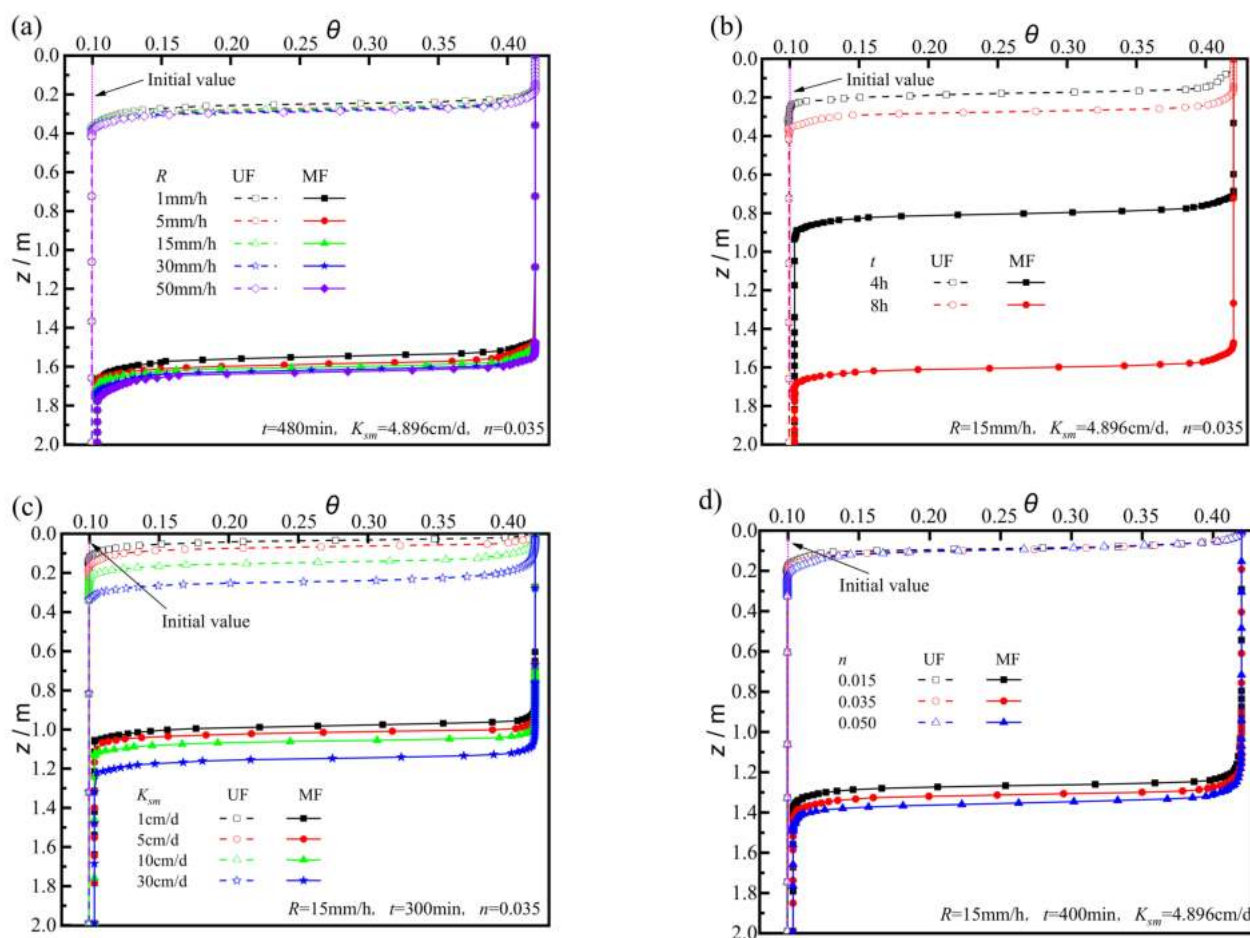 (a)
θ
0.10 0.15 0.20 0.25 0.30 0.35 0.40
0.0
0.2
0.4
0.6
0.8
1.0
1.2
1.4
1.6
1.8
2.0
z / m
Initial value
R UF MF
1mm/h
5mm/h
15mm/h
30mm/h
50mm/h
t=480min, Ksm=4.896cm/d, n=0.035
(b)
θ
0.10 0.15 0.20 0.25 0.30 0.35 0.40
0.0
0.2
0.4
0.6
0.8
1.0
1.2
1.4
1.6
1.8
2.0
z / m
Initial value
t UF MF
4h
8h
R=15mm/h, Ksm=4.896cm/d, n=0.035
(c)
θ
0.10 0.15 0.20 0.25 0.30 0.35 0.40
0.0
0.2
0.4
0.6
0.8
1.0
1.2
1.4
1.6
1.8
2.0
z / m
Initial value
Ksm UF MF
1cm/d
5cm/d
10cm/d
30cm/d
R=15mm/h, t=300min, n=0.035
d)
θ
0.10 0.15 0.20 0.25 0.30 0.35 0.40
0.0
0.2
0.4
0.6
0.8
1.0
1.2
1.4
1.6
1.8
2.0
z / m
Initial value
n UF MF
0.015
0.035
0.050
R=15mm/h, t=400min, Ksm=4.896cm/d